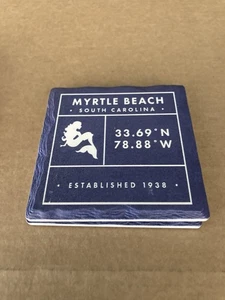 MYRTLE BEACH
• SOUTH CAROLINA •
33.69°N
78.88°W
• ESTABLISHED 1938 •